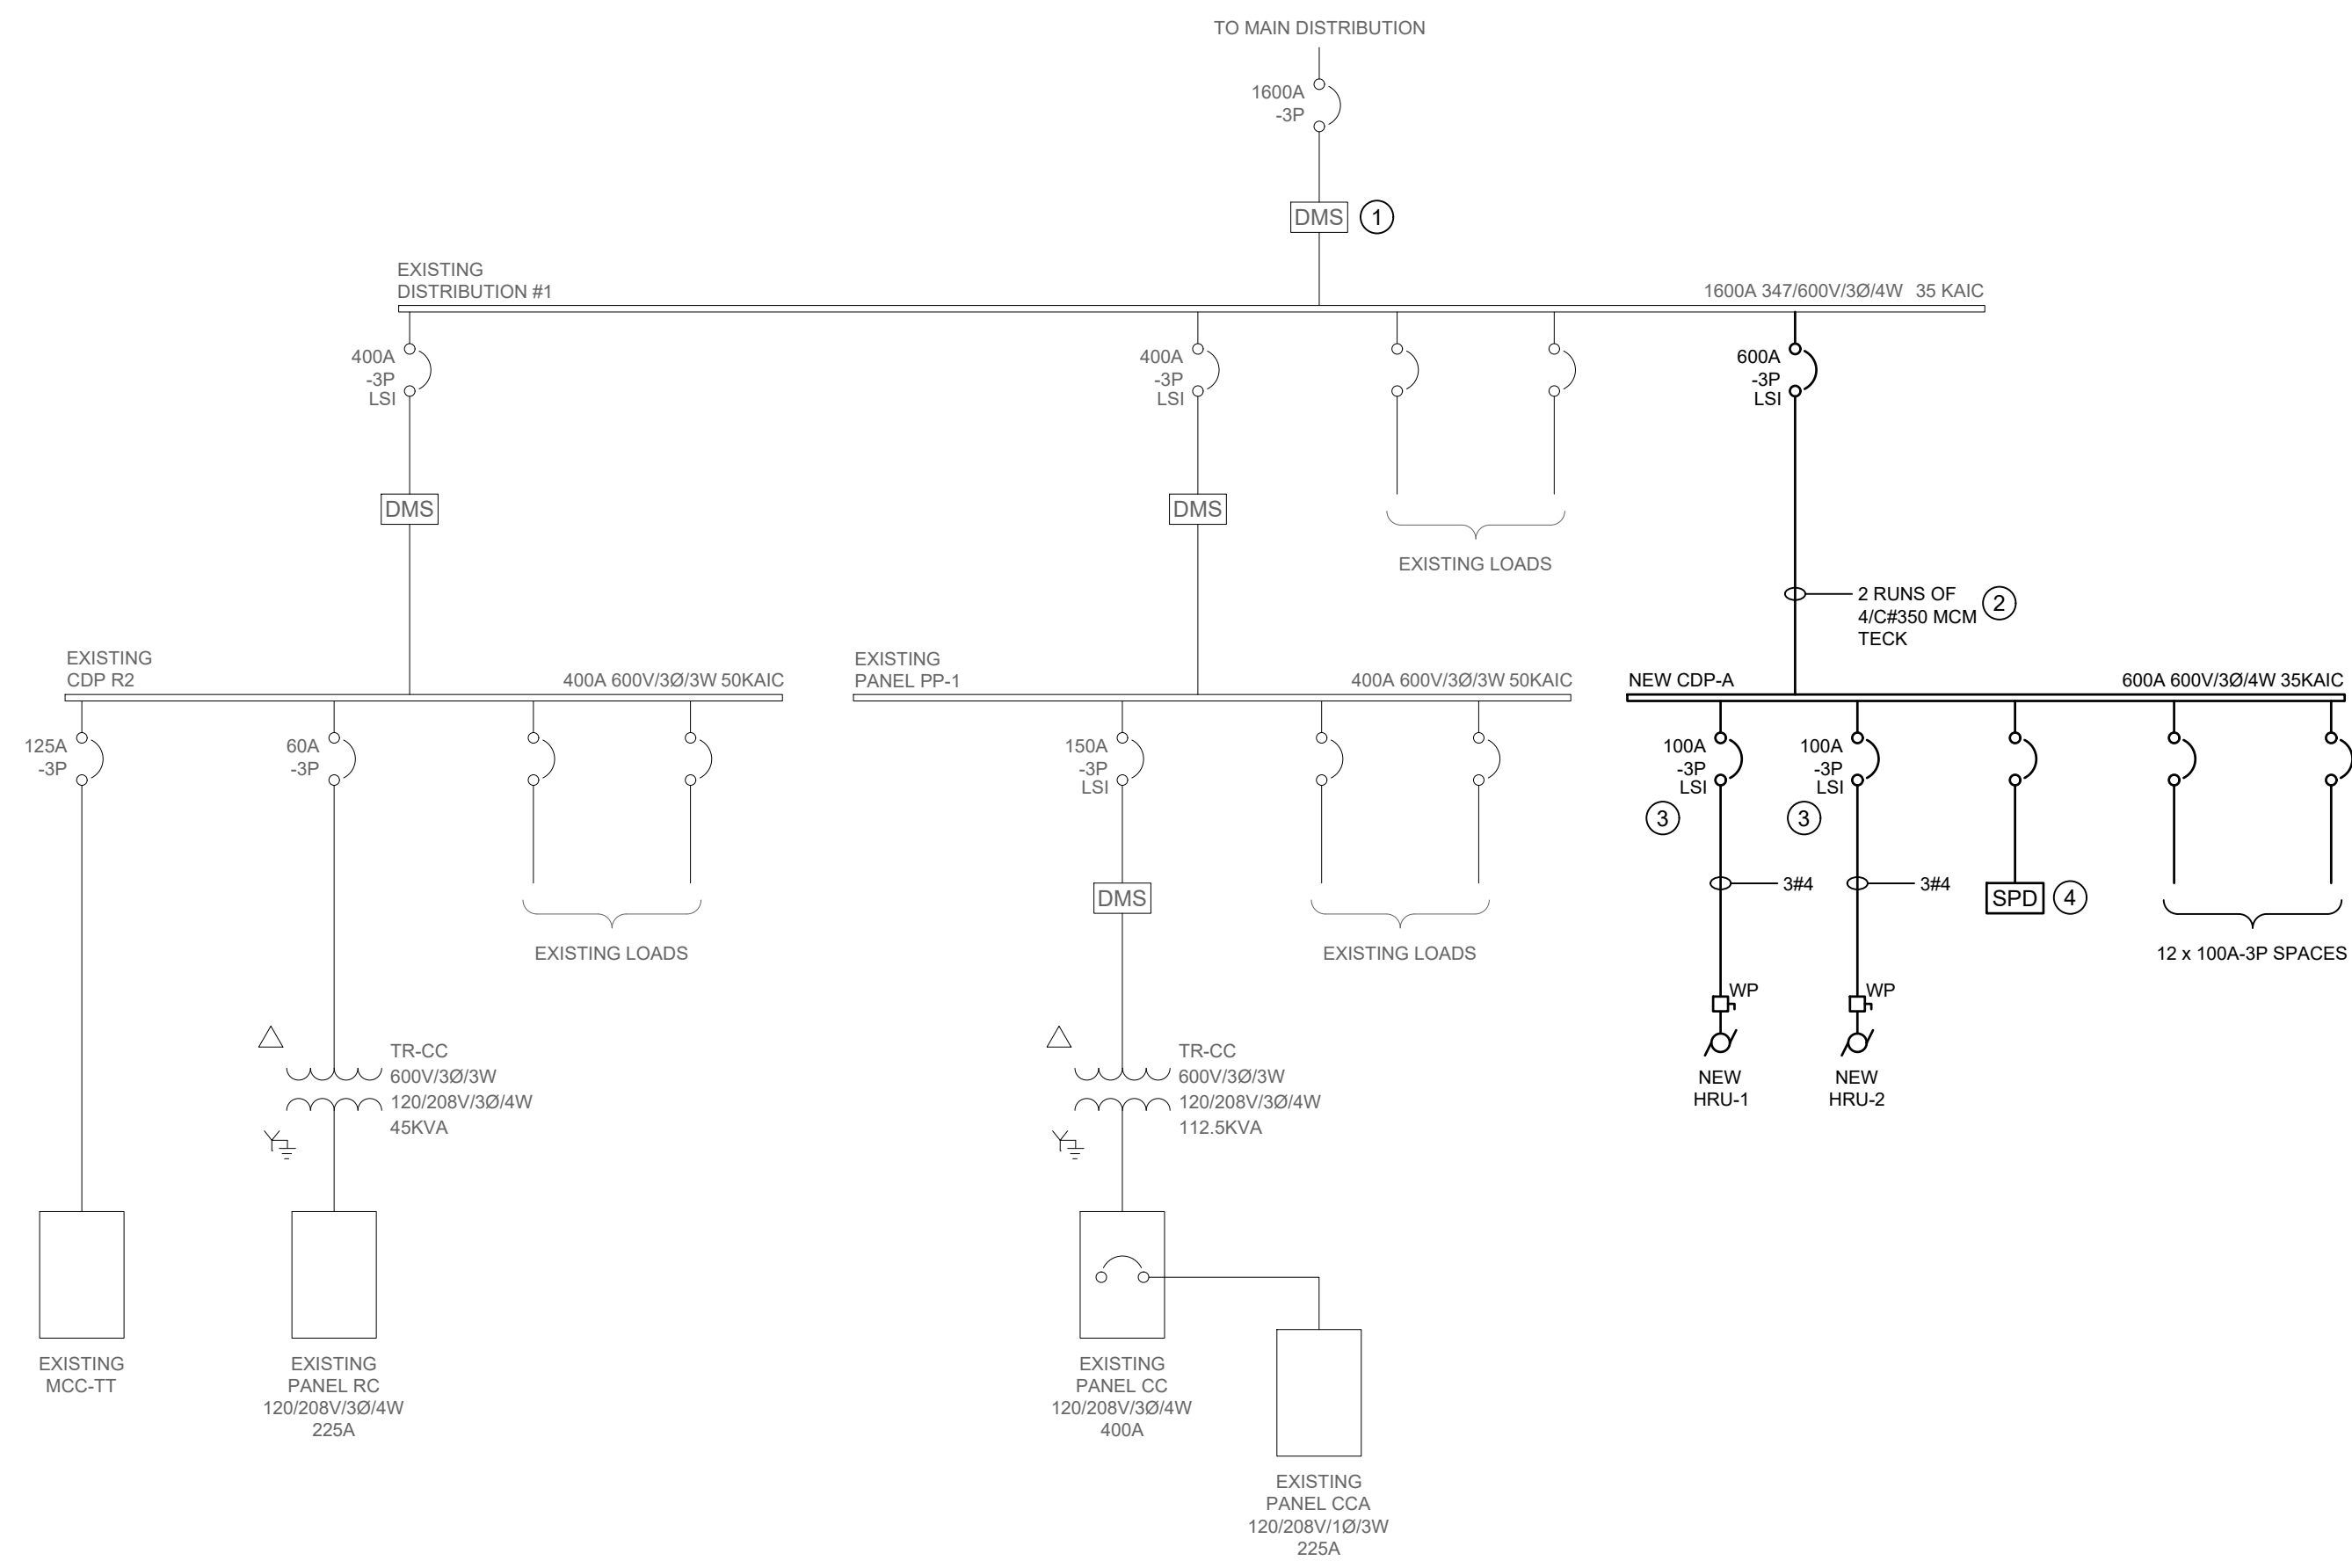 TO MAIN DISTRIBUTION
1600A
-3P
DMS
1
EXISTING
DISTRIBUTION #1
1600A 347/600V/3Ø/4W 35 KAIC
400A
-3P
LSI
400A
-3P
LSI
600A
-3P
LSI
DMS
DMS
EXISTING LOADS
2 RUNS OF
4/C#350 MCM
TECK
2
EXISTING
CDP R2
400A 600V/3Ø/3W 50KAIC
EXISTING
PANEL PP-1
400A 600V/3Ø/3W 50KAIC
NEW CDP-A
600A 600V/3Ø/4W 35KAIC
125A
-3P
60A
-3P
150A
-3P
LSI
100A
-3P
LSI
3
100A
-3P
LSI
3
DMS
3#4
3#4
SPD
4
EXISTING LOADS
EXISTING LOADS
12 x 100A-3P SPACES
WP
WP
TR-CC
600V/3Ø/3W
120/208V/3Ø/4W
45KVA
TR-CC
600V/3Ø/3W
120/208V/3Ø/4W
112.5KVA
NEW
HRU-1
NEW
HRU-2
EXISTING
MCC-TT
EXISTING
PANEL RC
120/208V/3Ø/4W
225A
EXISTING
PANEL CC
120/208V/3Ø/4W
400A
EXISTING
PANEL CCA
120/208V/1Ø/3W
225A